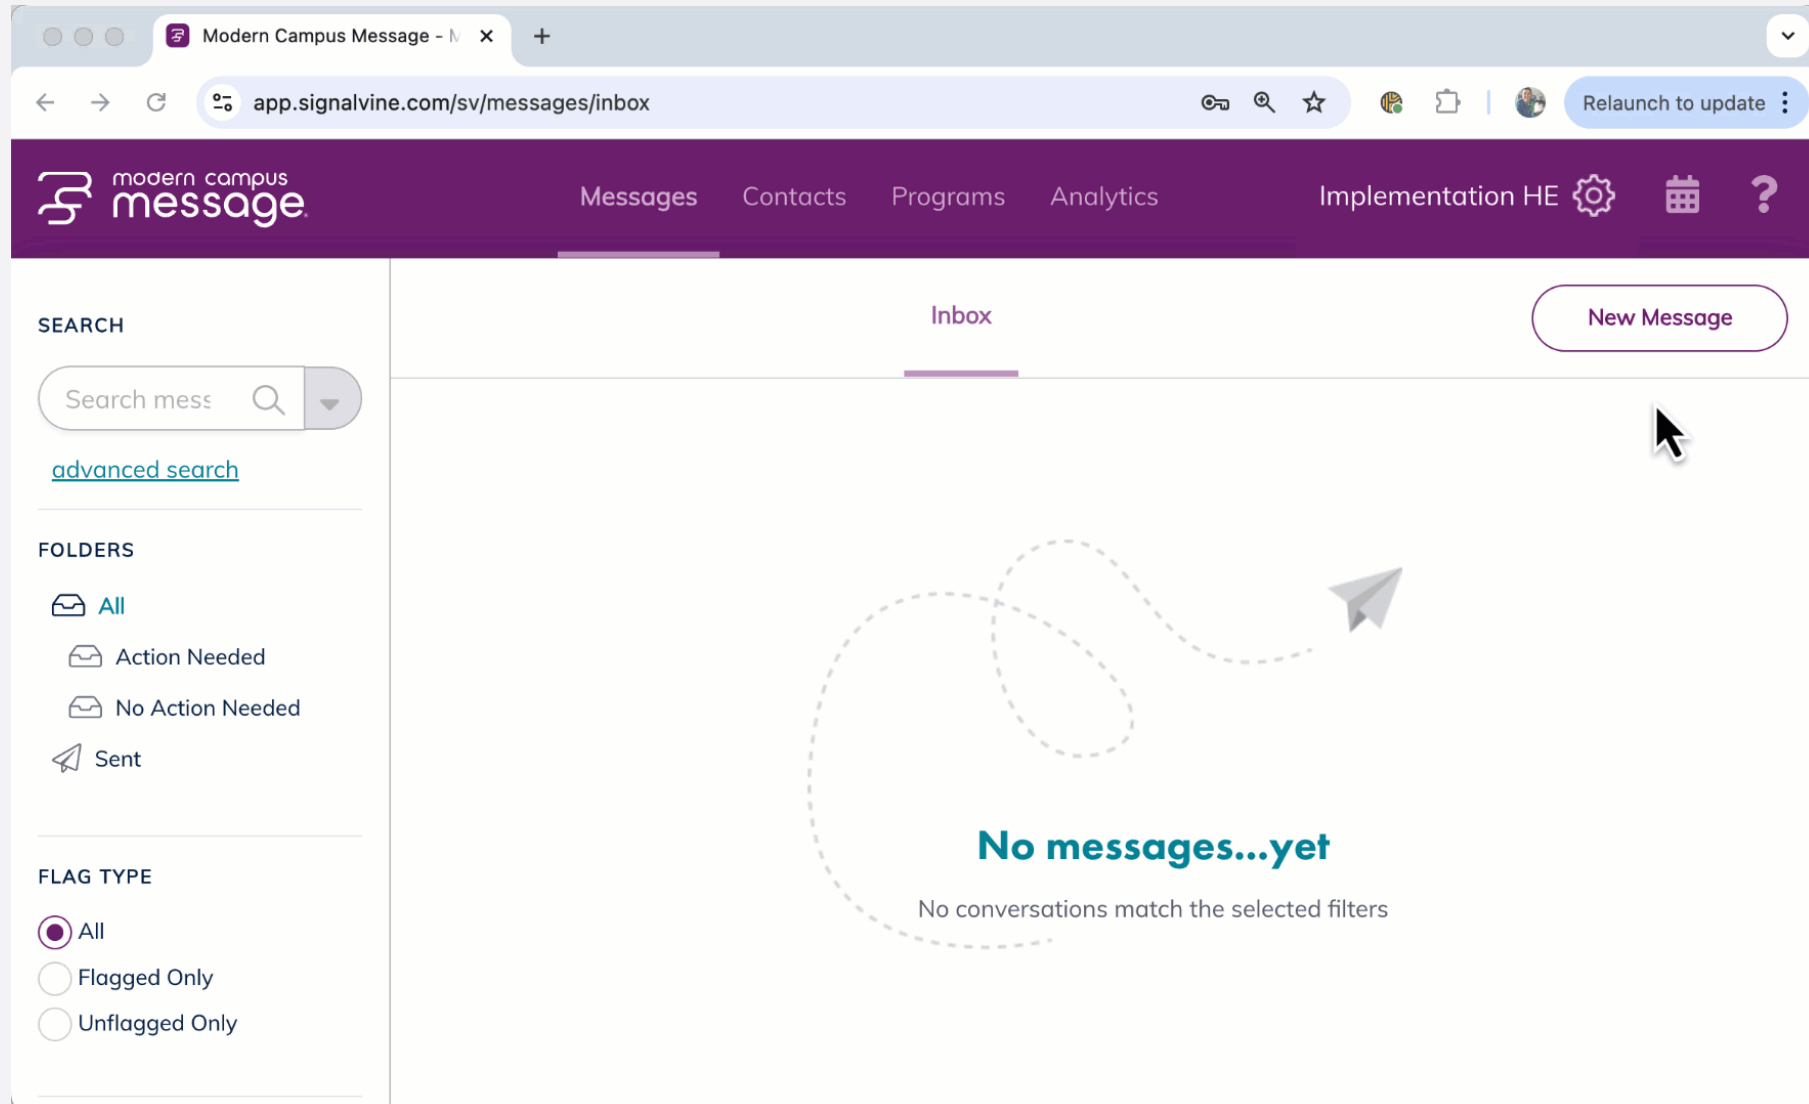 Modern Campus Message -
app.signalvine.com/sv/messages/inbox
Relaunch to update
modern campus
message
Messages
Contacts
Programs
Analytics
Implementation HE
?
Inbox
New Message
SEARCH
Search mess
advanced search
FOLDERS
All
Action Needed
No Action Needed
Sent
FLAG TYPE
All
Flagged Only
Unflagged Only
No messages...yet
No conversations match the selected filters